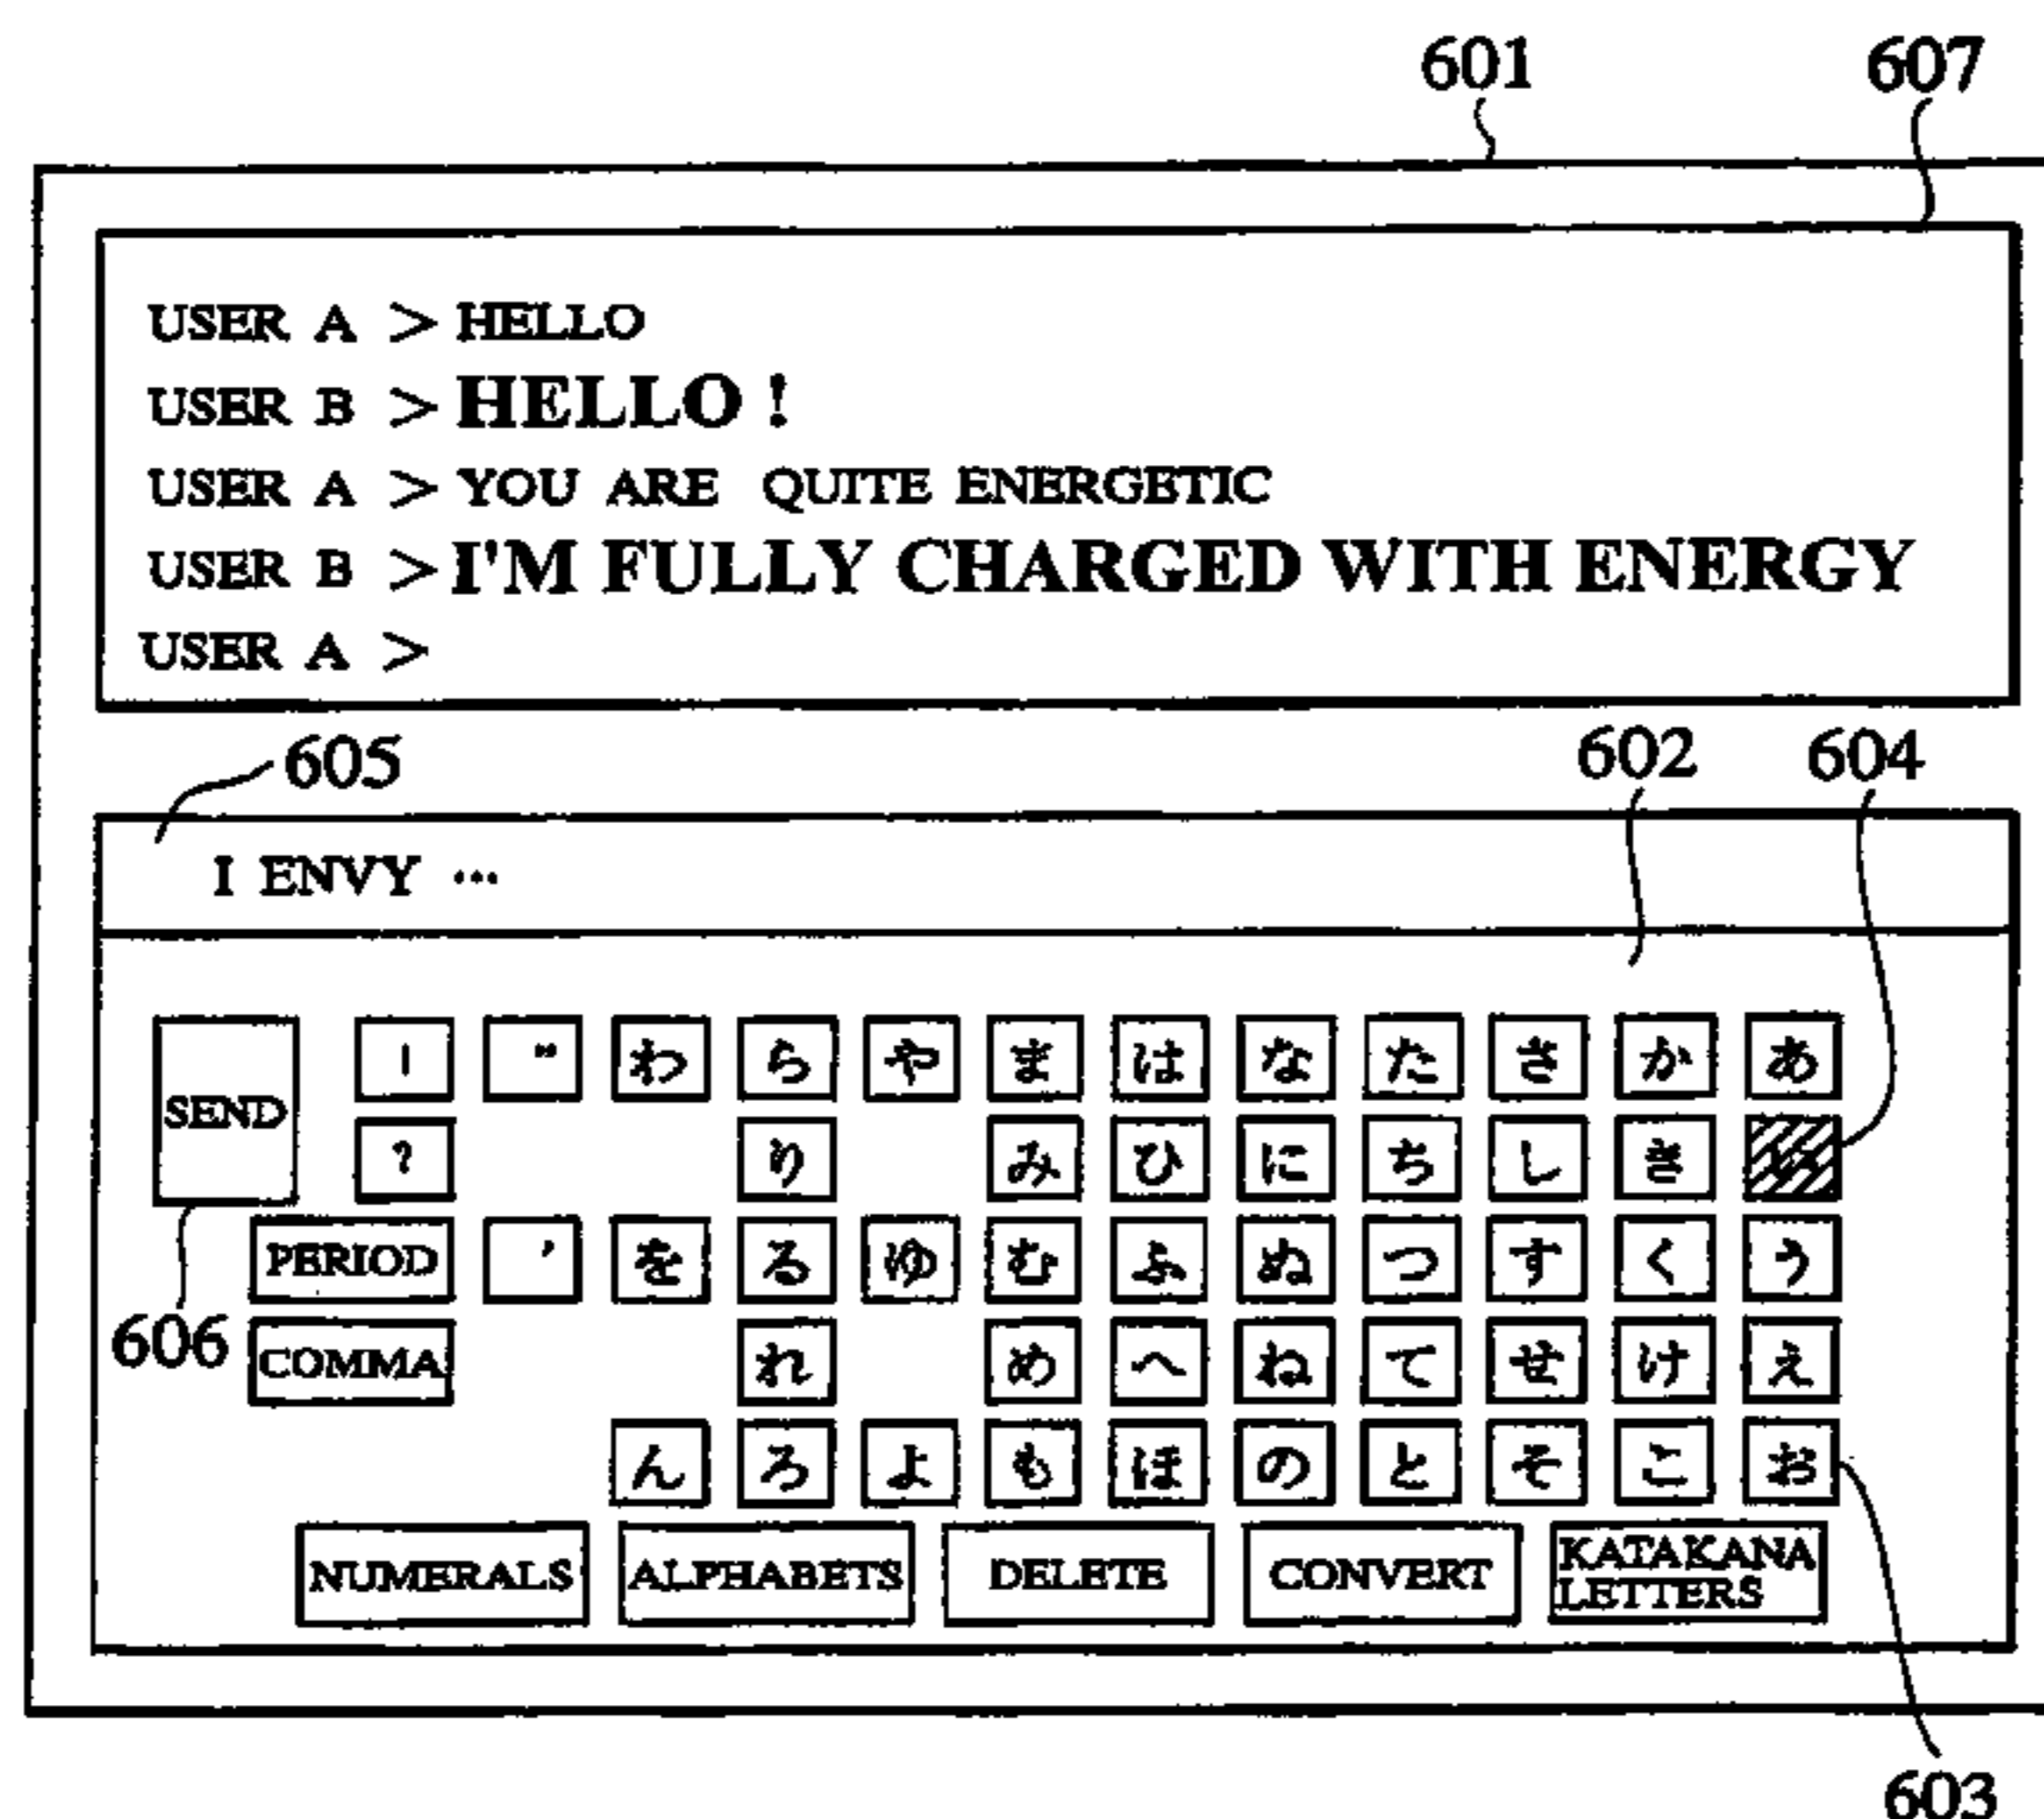 601 607
USER A > HELLO
USER B > HELLO !
USER A > YOU ARE QUITE ENERGETIC
USER B > I'M FULLY CHARGED WITH ENERGY
USER A >
605 602 604
I ENVY …
SEND
ー ” わ ら や ま は な た さ か あ
? り み ひ に ち し き
PERIOD ’ を る ゆ む ふ ぬ つ す く う
606
COMMA れ め へ ね て せ け え
ん ろ よ も ほ の と そ こ お
NUMERALS ALPHABETS DELETE CONVERT KATAKANA LETTERS
603